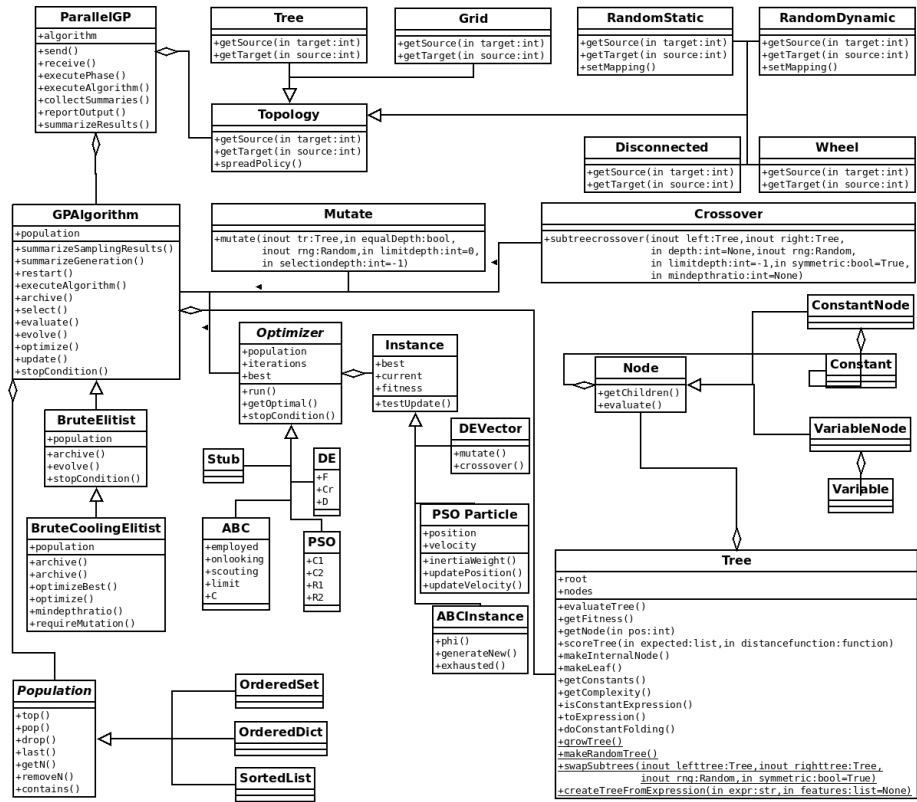 ParallelGP
+algorithm
+send()
+receive()
+executePhase()
+executeAlgorithm()
+collectSummaries()
+reportOutput()
+summarizeResults()
Tree
+getSource(in target:int)
+getTarget(in source:int)
Grid
+getSource(in target:int)
+getTarget(in source:int)
RandomStatic
+getSource(in target:int)
+getTarget(in source:int)
+setMapping()
RandomDynamic
+getSource(in target:int)
+getTarget(in source:int)
+setMapping()
Topology
+getSource(in target:int)
+getTarget(in source:int)
+spreadPolicy()
Disconnected
+getSource(in target:int)
+getTarget(in source:int)
Wheel
+getSource(in target:int)
+getTarget(in source:int)
GPAlgorithm
+population
+summarizeSamplingResults()
+summarizeGeneration()
+restart()
+executeAlgorithm()
+archive()
+select()
+evaluate()
+evolve()
+optimize()
+update()
+stopCondition()
Mutate
+mutate(inout tr:Tree,in equalDepth:bool,
inout rng:Random,in limitdepth:int=0,
in selectiondepth:int=-1)
Crossover
+subtreecrossover(inout left:Tree,inout right:Tree,
in depth:int=None,inout rng:Random,
in limitdepth:int=-1,in symmetric:bool=True,
in mindepthratio:int=None)
Optimizer
+population
+iterations
+best
+run()
+getOptimal()
+stopCondition()
Instance
+best
+current
+fitness
+testUpdate()
Node
+getChildren()
+evaluate()
ConstantNode
Constant
VariableNode
Variable
BruteElitist
+population
+archive()
+evolve()
+stopCondition()
BruteCoolingElitist
+population
+archive()
+archive()
+optimizeBest()
+optimize()
+mindepthratio()
+requireMutation()
Stub
DE
+F
+Cr
+D
ABC
+employed
+onlooking
+scouting
+limit
+C
PSO
+C1
+C2
+R1
+R2
DEVector
+mutate()
+crossover()
PSO Particle
+position
+velocity
+inertiaWeight()
+updatePosition()
+updateVelocity()
ABCInstance
+phi()
+generateNew()
+exhausted()
Tree
+root
+nodes
+evaluateTree()
+getFitness()
+getNode(in pos:int)
+scoreTree(in expected:list,in distancefunction:function)
+makeInternalNode()
+makeLeaf()
+getConstants()
+getComplexity()
+isConstantExpression()
+toExpression()
+doConstantFolding()
+growTree()
+makeRandomTree()
+swapSubtrees(inout lefttree:Tree,inout righttree:Tree,
inout rng:Random,in symmetric:bool=True)
+createTreeFromExpression(in expr:str,in features:list=None)
Population
+top()
+pop()
+drop()
+last()
+getN()
+removeN()
+contains()
OrderedSet
OrderedDict
SortedList